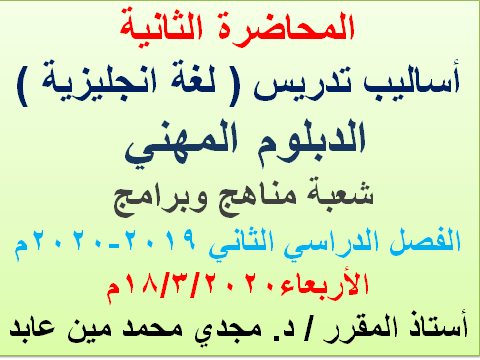 المحاضرة الثانية
أساليب تدريس ( لغة انجليزية )
الدبلوم المهني
شعبة مناهج وبرامج
الفصل الدراسي الثاني ٢٠١٩-٢٠٢٠م
الأربعاء١٨/٣/٢٠٢٠م
أستاذ المقرر / د. مجدي محمد مين عابد